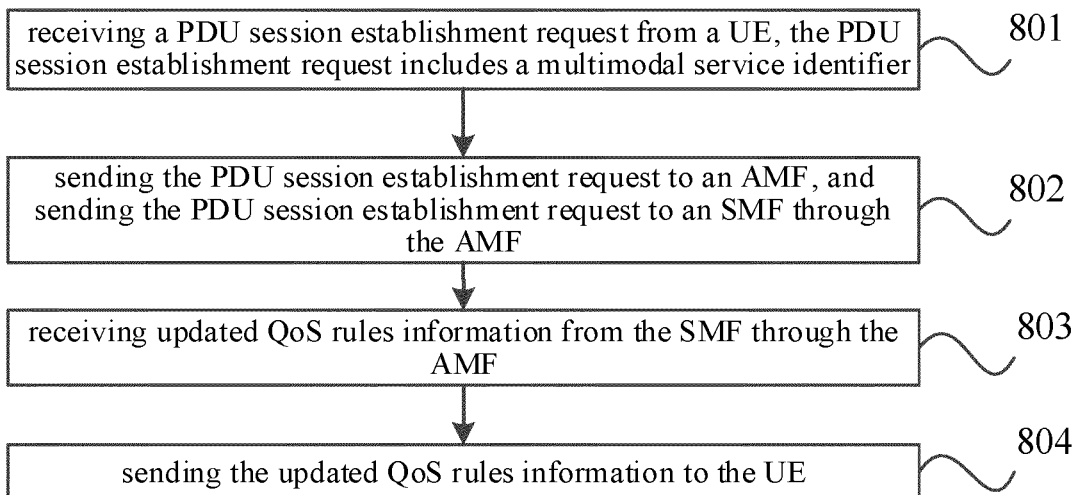 receiving a PDU session establishment request from a UE, the PDU
session establishment request includes a multimodal service identifier
801
sending the PDU session establishment request to an AMF, and
sending the PDU session establishment request to an SMF through
the AMF
802
receiving updated QoS rules information from the SMF through the
AMF
803
sending the updated QoS rules information to the UE
804